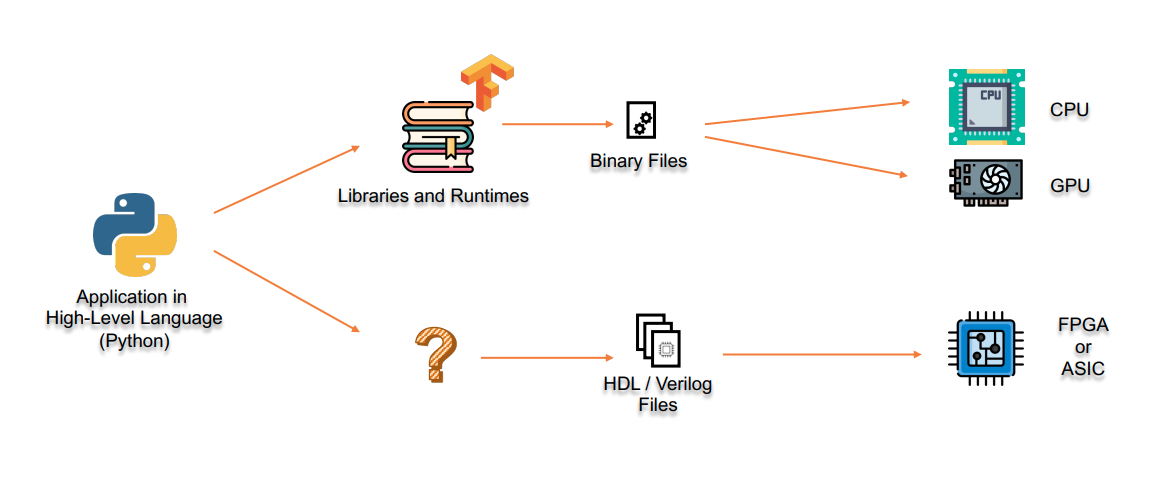 Libraries and Runtimes
Binary Files
CPU
CPU
GPU
Application in
High-Level Language
(Python)
?
HDL / Verilog
Files
FPGA
or
ASIC